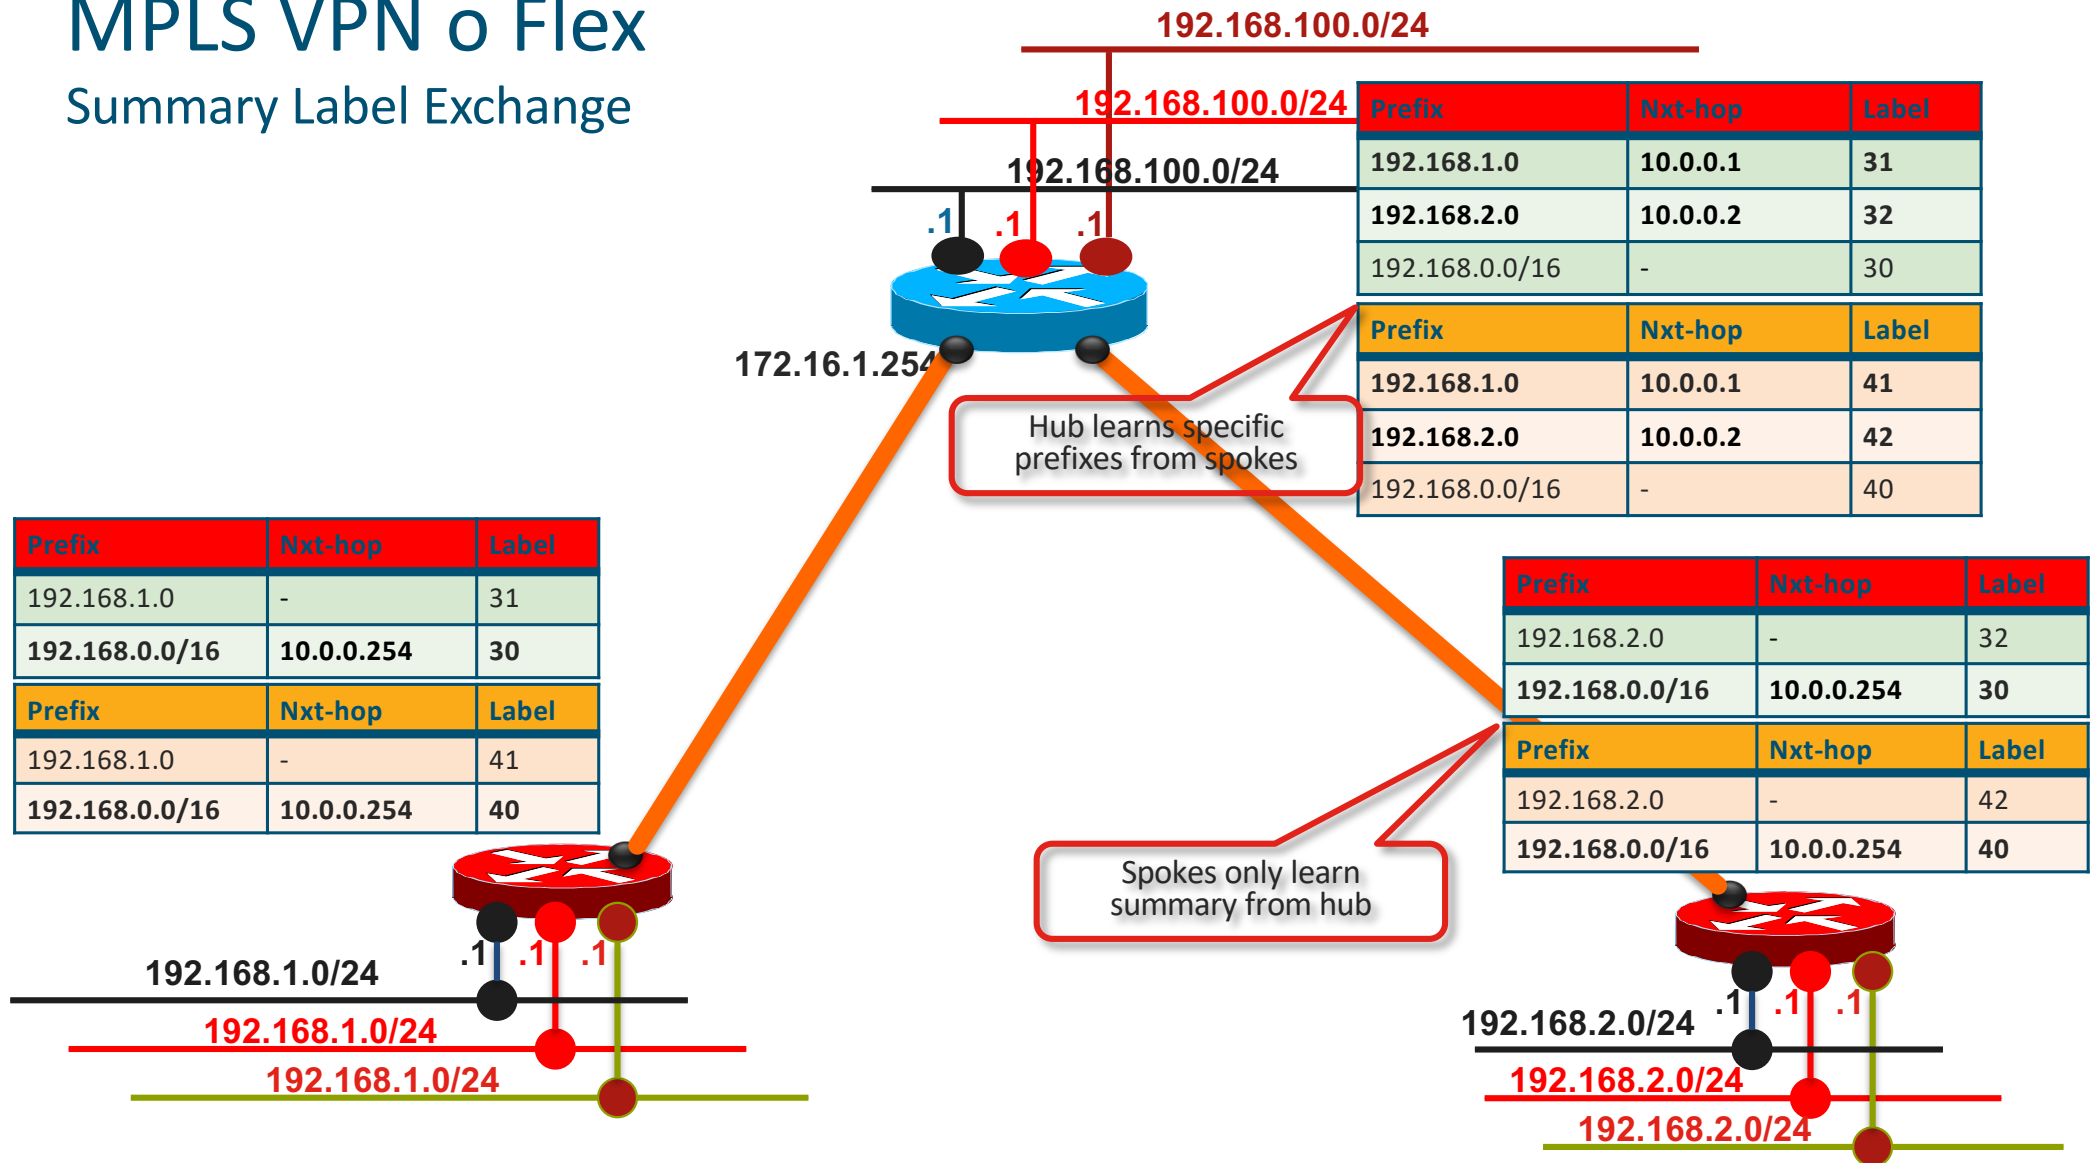 MPLS VPN o Flex
Summary Label Exchange
192.168.100.0/24
192.168.100.0/24
192.168.100.0/24
.1 .1 .1
172.16.1.254
Prefix Nxt-hop Label
192.168.1.0 10.0.0.1 31
192.168.2.0 10.0.0.2 32
192.168.0.0/16 - 30
Prefix Nxt-hop Label
192.168.1.0 10.0.0.1 41
192.168.2.0 10.0.0.2 42
192.168.0.0/16 - 40
Hub learns specific
prefixes from spokes
Prefix Nxt-hop Label
192.168.1.0 - 31
192.168.0.0/16 10.0.0.254 30
Prefix Nxt-hop Label
192.168.1.0 - 41
192.168.0.0/16 10.0.0.254 40
Prefix Nxt-hop Label
192.168.2.0 - 32
192.168.0.0/16 10.0.0.254 30
Prefix Nxt-hop Label
192.168.2.0 - 42
192.168.0.0/16 10.0.0.254 40
Spokes only learn
summary from hub
.1 .1 .1
192.168.1.0/24
192.168.1.0/24
192.168.1.0/24
.1 .1 .1
192.168.2.0/24
192.168.2.0/24
192.168.2.0/24